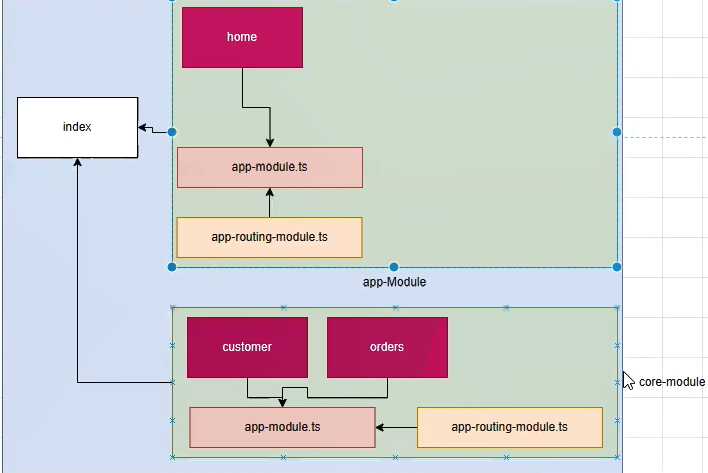 home
index
app-module.ts
app-routing-module.ts
app-Module
customer
orders
core-module
app-module.ts
app-routing-module.ts